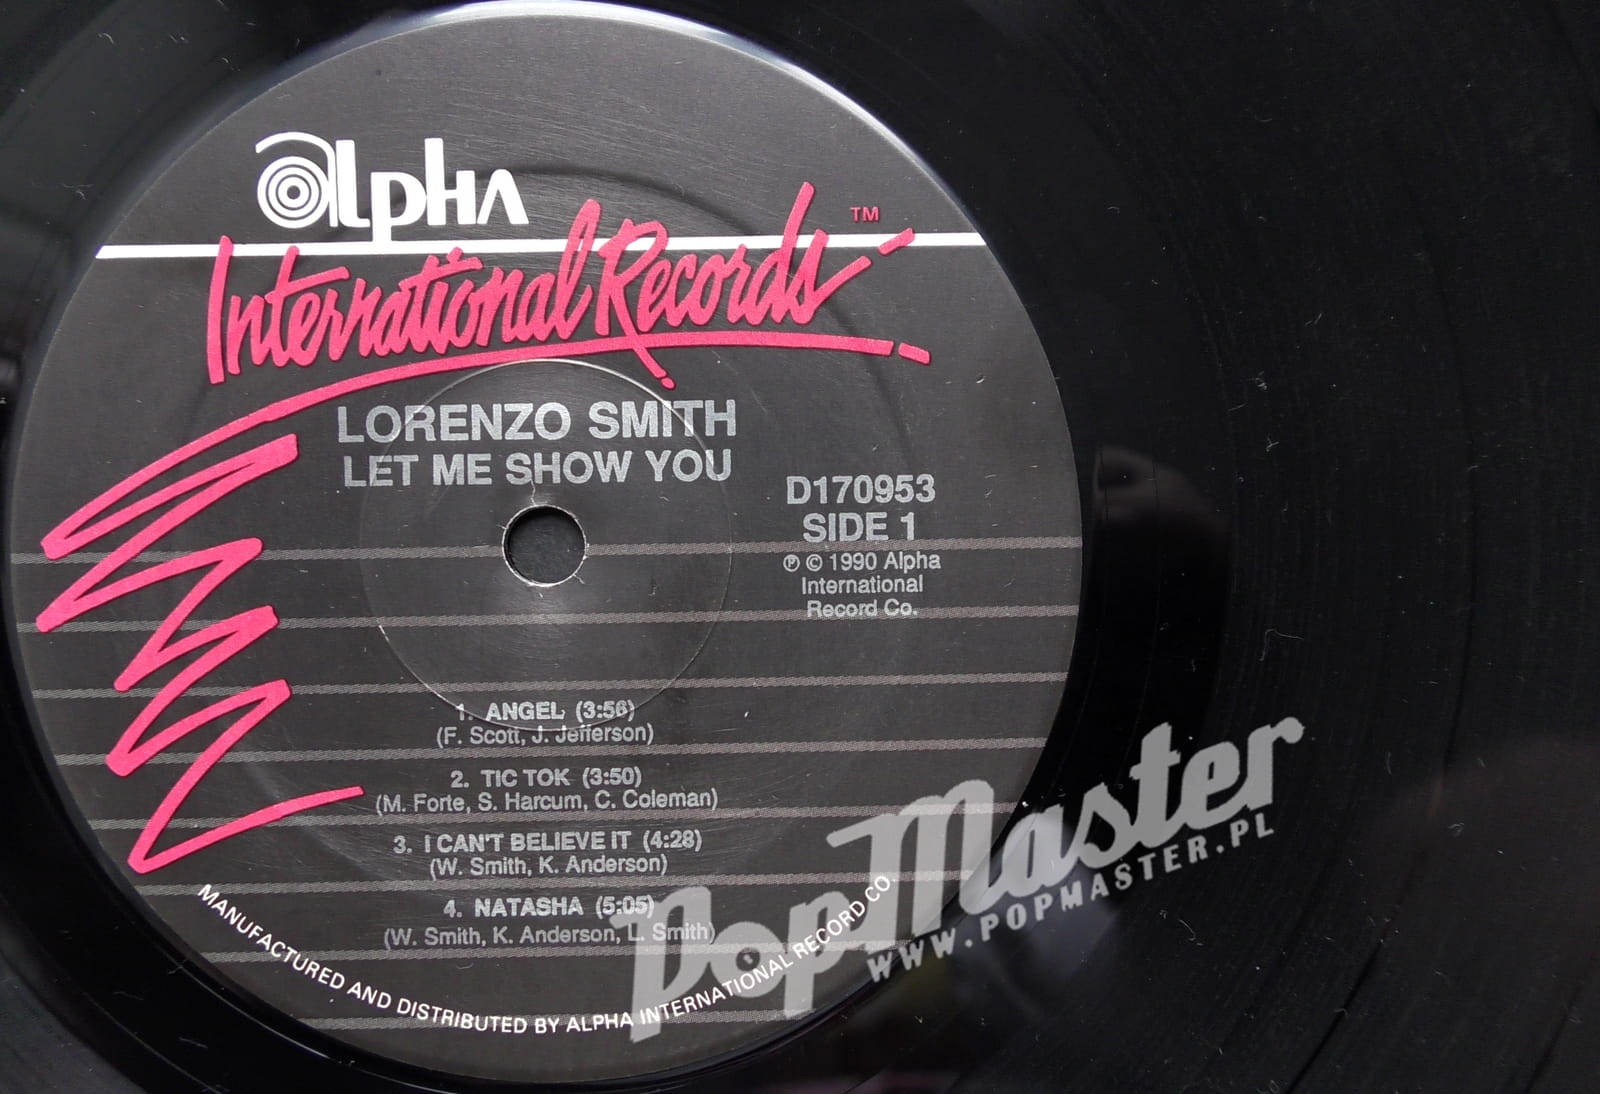 Alpha
International Records
TM
LORENZO SMITH
LET ME SHOW YOU
D170953
SIDE 1
℗ © 1990 Alpha
International
Record Co.
1. ANGEL (3:56)
(F. Scott, J. Jefferson)
2. TIC TOK (3:50)
(M. Forte, S. Harcum, C. Coleman)
3. I CAN'T BELIEVE IT (4:28)
(W. Smith, K. Anderson)
4. NATASHA (5:05)
(W. Smith, K. Anderson, L. Smith)
MANUFACTURED AND DISTRIBUTED BY ALPHA INTERNATIONAL RECORD CO.
PopMaster
WWW.POPMASTER.PL